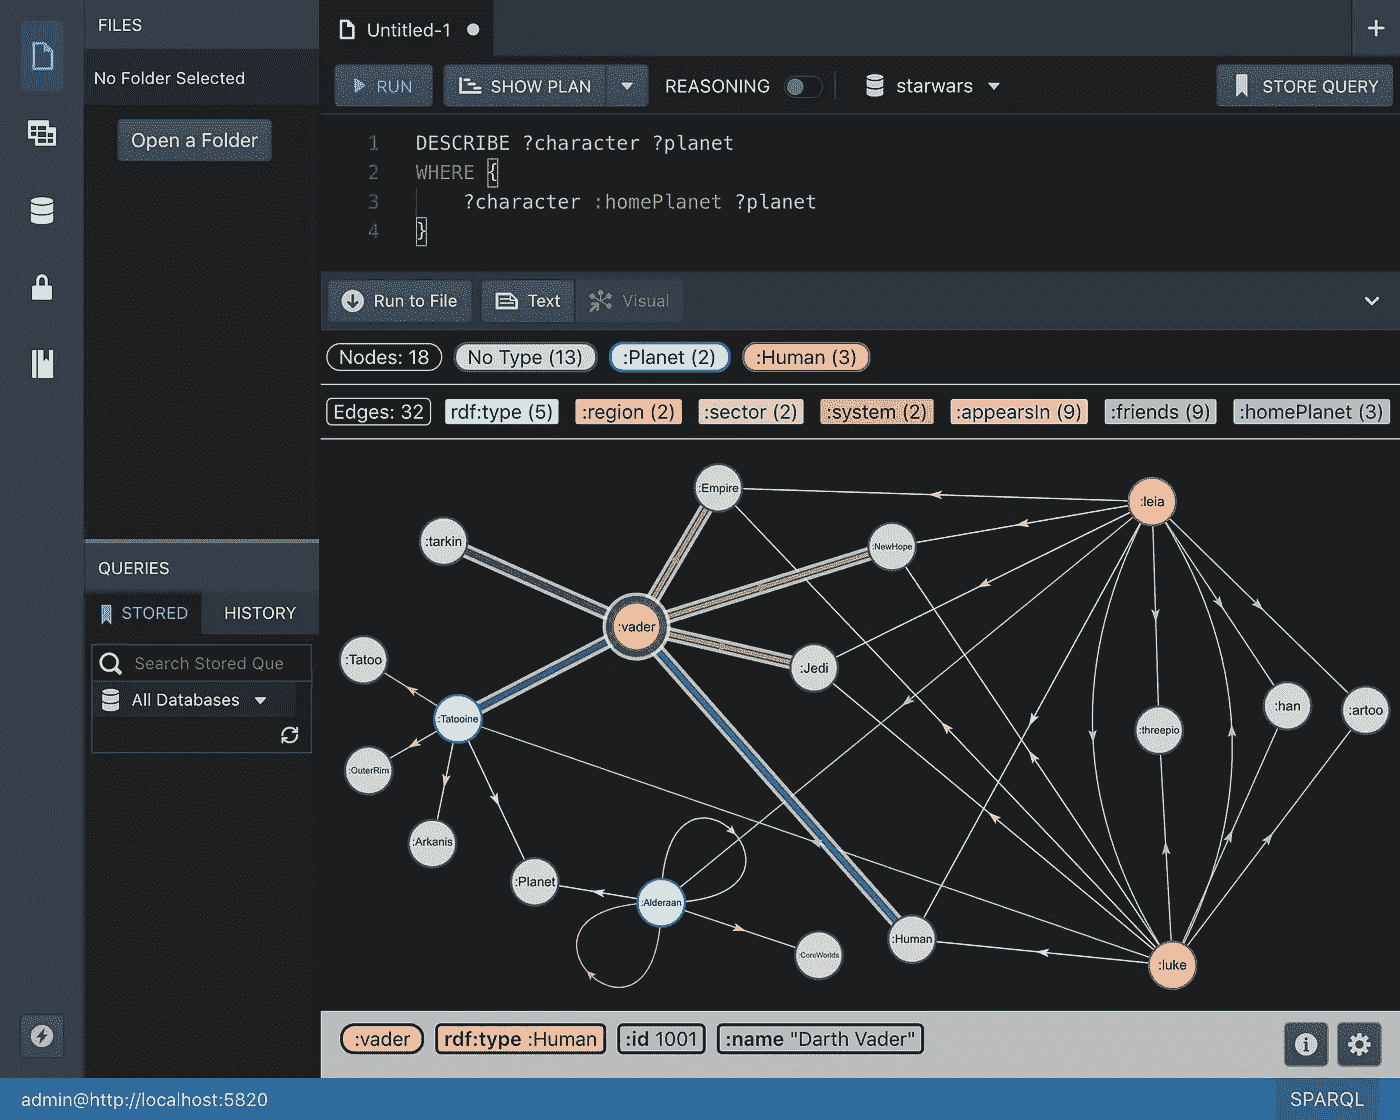 FILES
No Folder Selected
Open a Folder
QUERIES
STORED
HISTORY
Search Stored Que
All Databases
Untitled-1
RUN
SHOW PLAN
REASONING
starwars
STORE QUERY
1 DESCRIBE ?character ?planet
2 WHERE {
3 ?character :homePlanet ?planet
4 }
Run to File
Text
Visual
Nodes: 18 No Type (13) :Planet (2) :Human (3)
Edges: 32 rdf:type (5) :region (2) :sector (2) :system (2) :appearsIn (9) :friends (9) :homePlanet (3)
:Empire
:leia
:tarkin
:NewHope
:vader
:Tatoo
:Jedi
:han
:artoo
:Tatooine
:threepio
:OuterRim
:Arkanis
:Planet
:Alderaan
:Human
:CoreWorlds
:luke
:vader rdf:type :Human :id 1001 :name "Darth Vader"
admin@http://localhost:5820
SPARQL